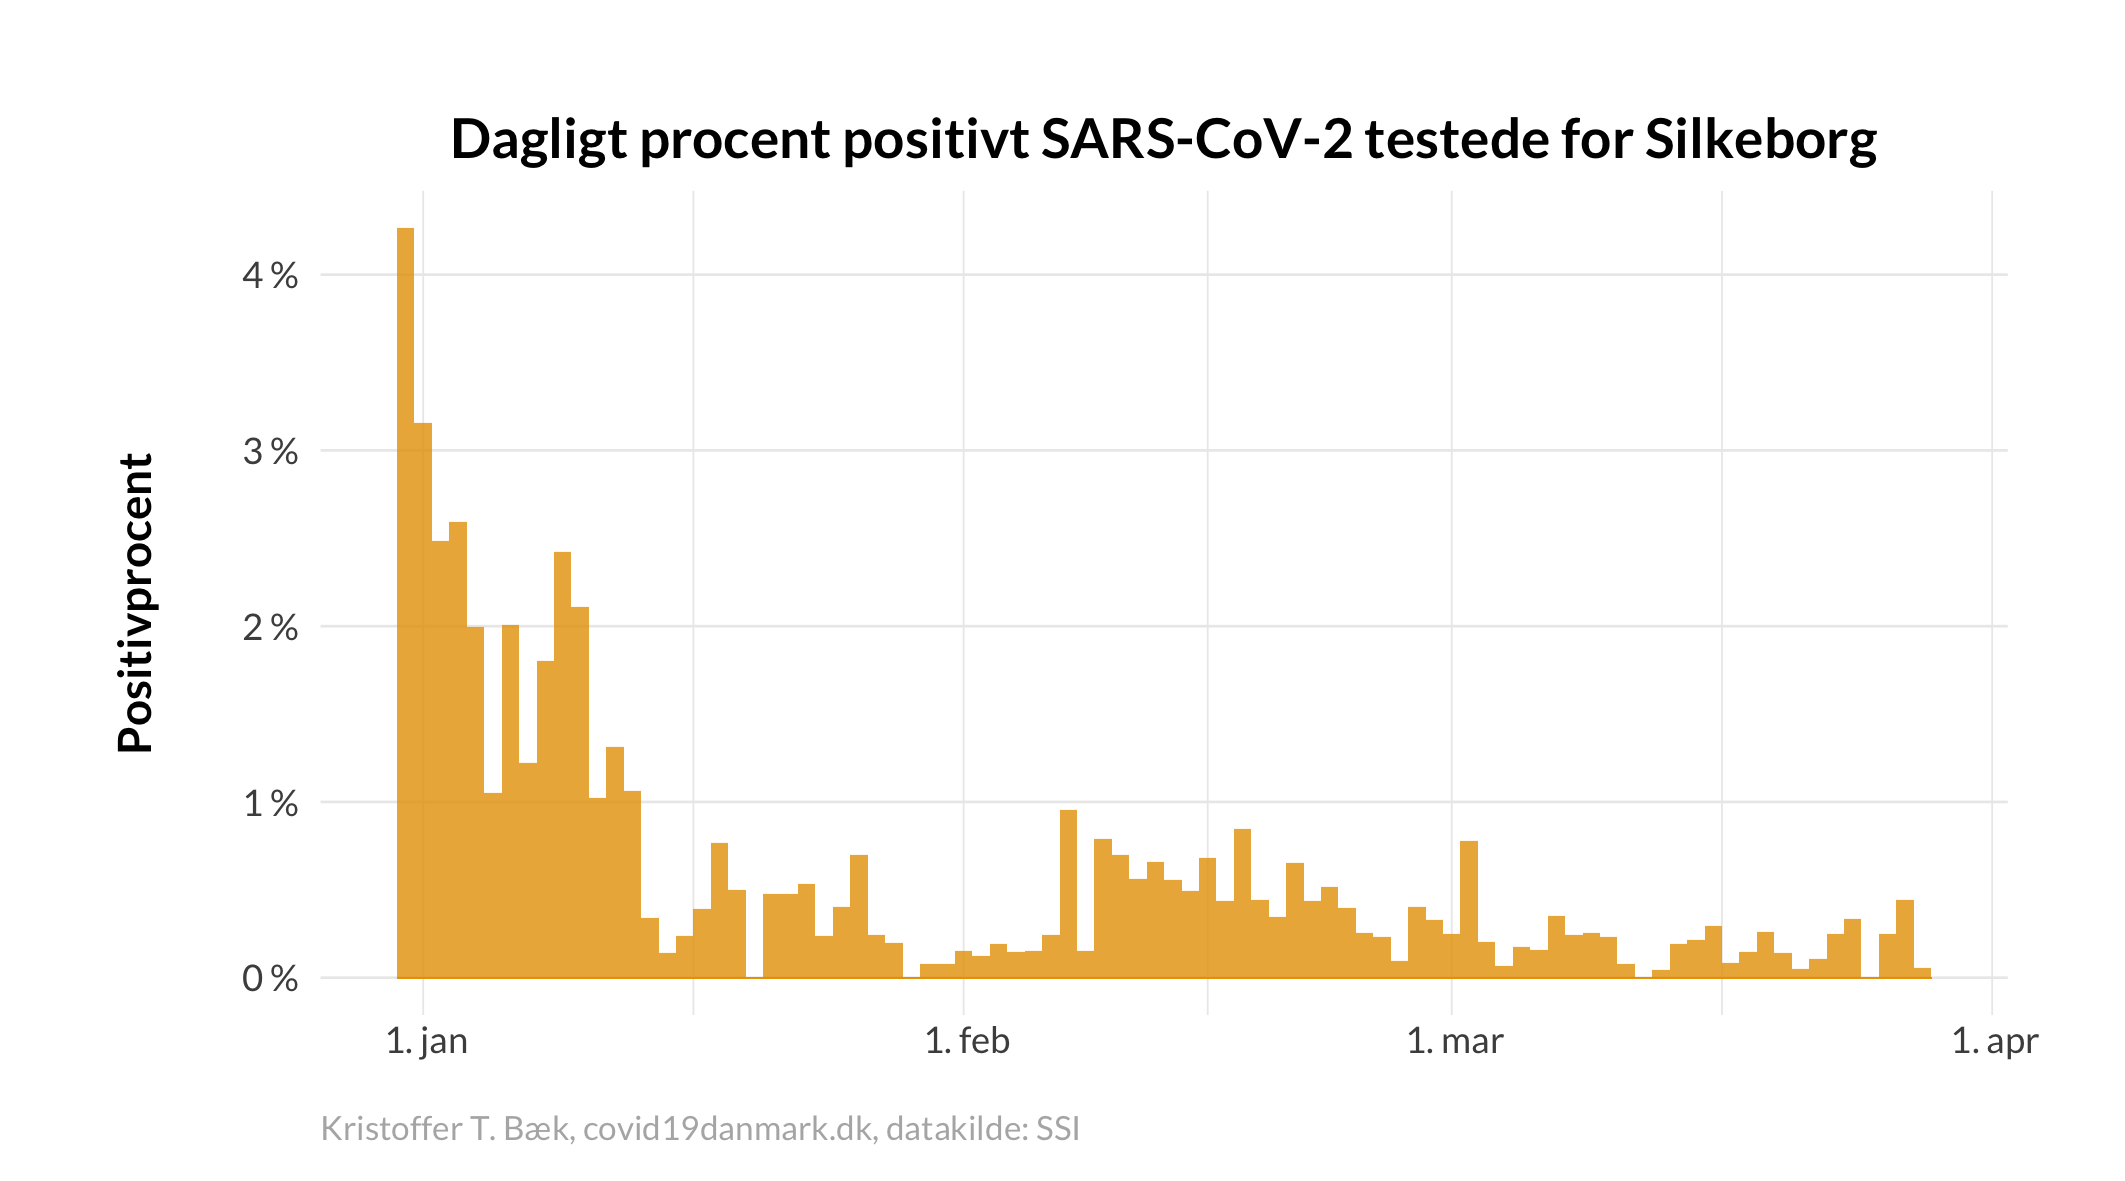 Dagligt procent positivt SARS-CoV-2 testede for Silkeborg
Positivprocent
4 %
3 %
2 %
1 %
0 %
1. jan
1. feb
1. mar
1. apr
Kristoffer T. Bæk, covid19danmark.dk, datakilde: SSI